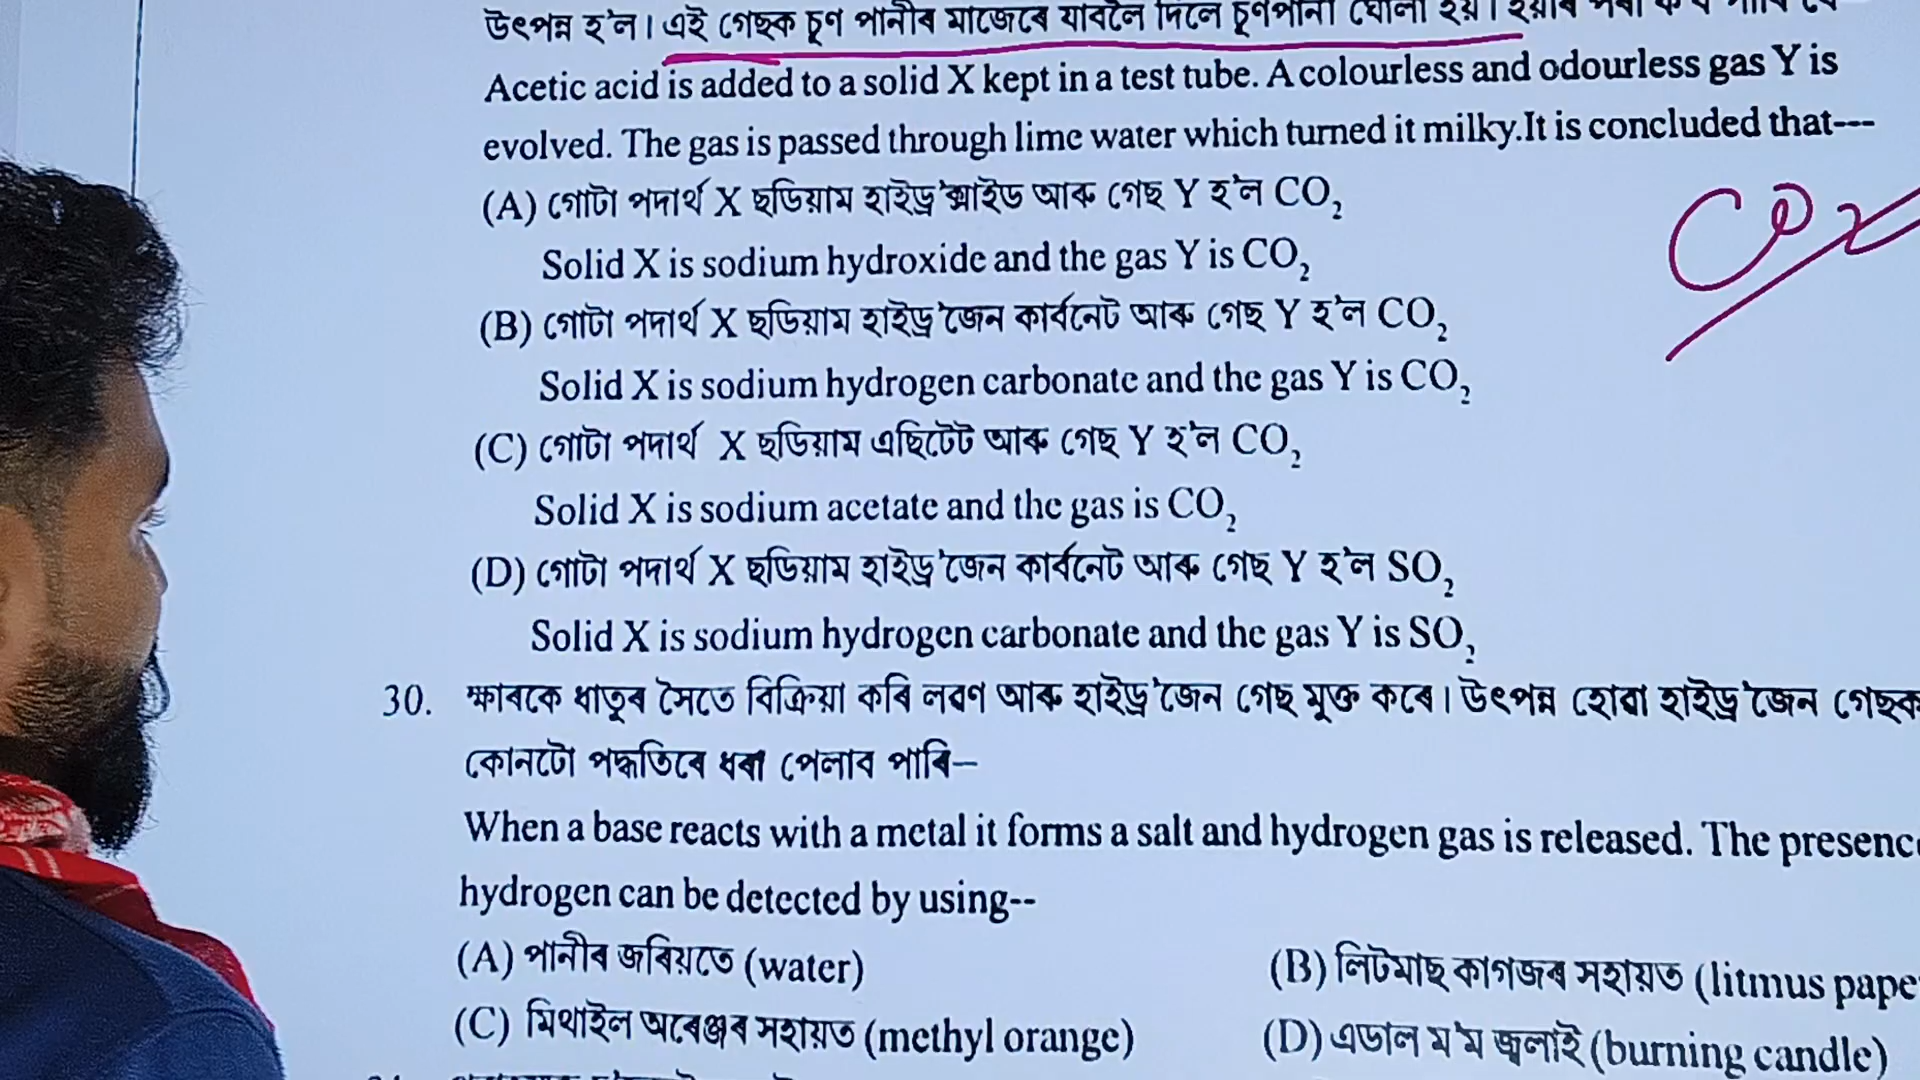 উৎপন্ন হ'ল। এই গেছক চূণ পানীৰ মাজেৰে যাবলৈ দিলে চূণপানী ঘোলা হয়।
Acetic acid is added to a solid X kept in a test tube. A colourless and odourless gas Y is
evolved. The gas is passed through lime water which turned it milky.It is concluded that---
(A) গোটা পদার্থ X ছডিয়াম হাইড্ৰ'ক্সাইড আৰু গেছ Y হ'ল CO₂
Solid X is sodium hydroxide and the gas Y is CO₂
CO₂
(B) গোটা পদার্থ X ছডিয়াম হাইড্ৰ'জেন কার্বনেট আৰু গেছ Y হ'ল CO₂
Solid X is sodium hydrogen carbonate and the gas Y is CO₂
(C) গোটা পদার্থ X ছডিয়াম এছিটেট আৰু গেছ Y হ'ল CO₂
Solid X is sodium acetate and the gas is CO₂
(D) গোটা পদার্থ X ছডিয়াম হাইড্ৰ'জেন কার্বনেট আৰু গেছ Y হ'ল SO₂
Solid X is sodium hydrogen carbonate and the gas Y is SO₂
30. ক্ষাৰকে ধাতুৰ সৈতে বিক্ৰিয়া কৰি লৱণ আৰু হাইড্ৰ'জেন গেছ মুক্ত কৰে। উৎপন্ন হোৱা হাইড্ৰ'জেন গেছক
কোনটো পদ্ধতিৰে ধৰা পেলাব পাৰি–
When a base reacts with a metal it forms a salt and hydrogen gas is released. The presenc
hydrogen can be detected by using--
(A) পানীৰ জৰিয়তে (water)
(B) লিটমাছ কাগজৰ সহায়ত (litmus pape
(C) মিথাইল অৰেঞ্জৰ সহায়ত (methyl orange)
(D) এডাল ম'ম জ্বলাই (burning candle)